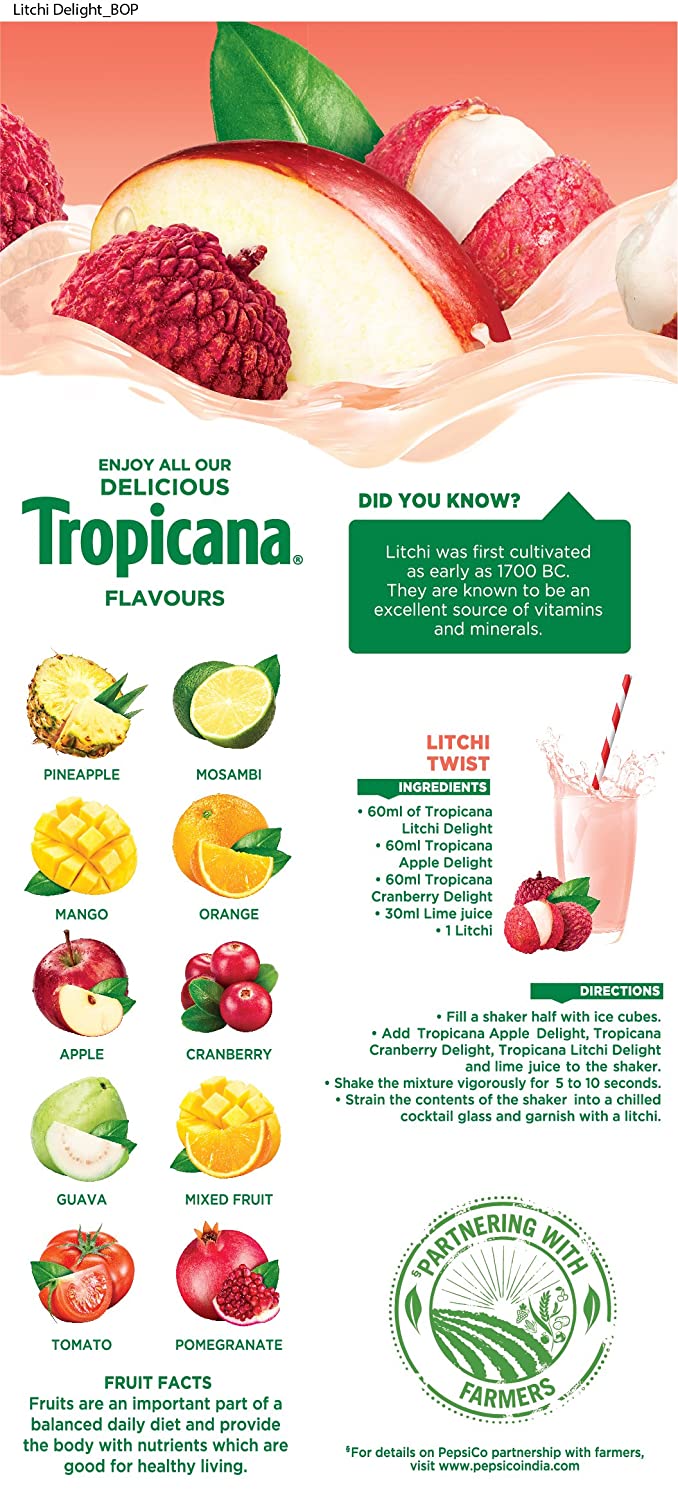 Litchi Delight_BOP
ENJOY ALL OUR
DELICIOUS
Tropicana®
FLAVOURS
PINEAPPLE
MOSAMBI
MANGO
ORANGE
APPLE
CRANBERRY
GUAVA
MIXED FRUIT
TOMATO
POMEGRANATE
FRUIT FACTS
Fruits are an important part of a
balanced daily diet and provide
the body with nutrients which are
good for healthy living.
DID YOU KNOW?
Litchi was first cultivated
as early as 1700 BC.
They are known to be an
excellent source of vitamins
and minerals.
LITCHI
TWIST
INGREDIENTS
• 60ml of Tropicana
Litchi Delight
• 60ml Tropicana
Apple Delight
• 60ml Tropicana
Cranberry Delight
• 30ml Lime juice
• 1 Litchi
DIRECTIONS
• Fill a shaker half with ice cubes.
• Add Tropicana Apple Delight, Tropicana
Cranberry Delight, Tropicana Litchi Delight
and lime juice to the shaker.
• Shake the mixture vigorously for 5 to 10 seconds.
• Strain the contents of the shaker into a chilled
cocktail glass and garnish with a litchi.
§PARTNERING WITH
FARMERS
§For details on PepsiCo partnership with farmers,
visit www.pepsicoindia.com